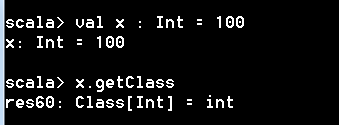 scala> val x : Int = 100
x: Int = 100
scala> x.getClass
res60: Class[Int] = int